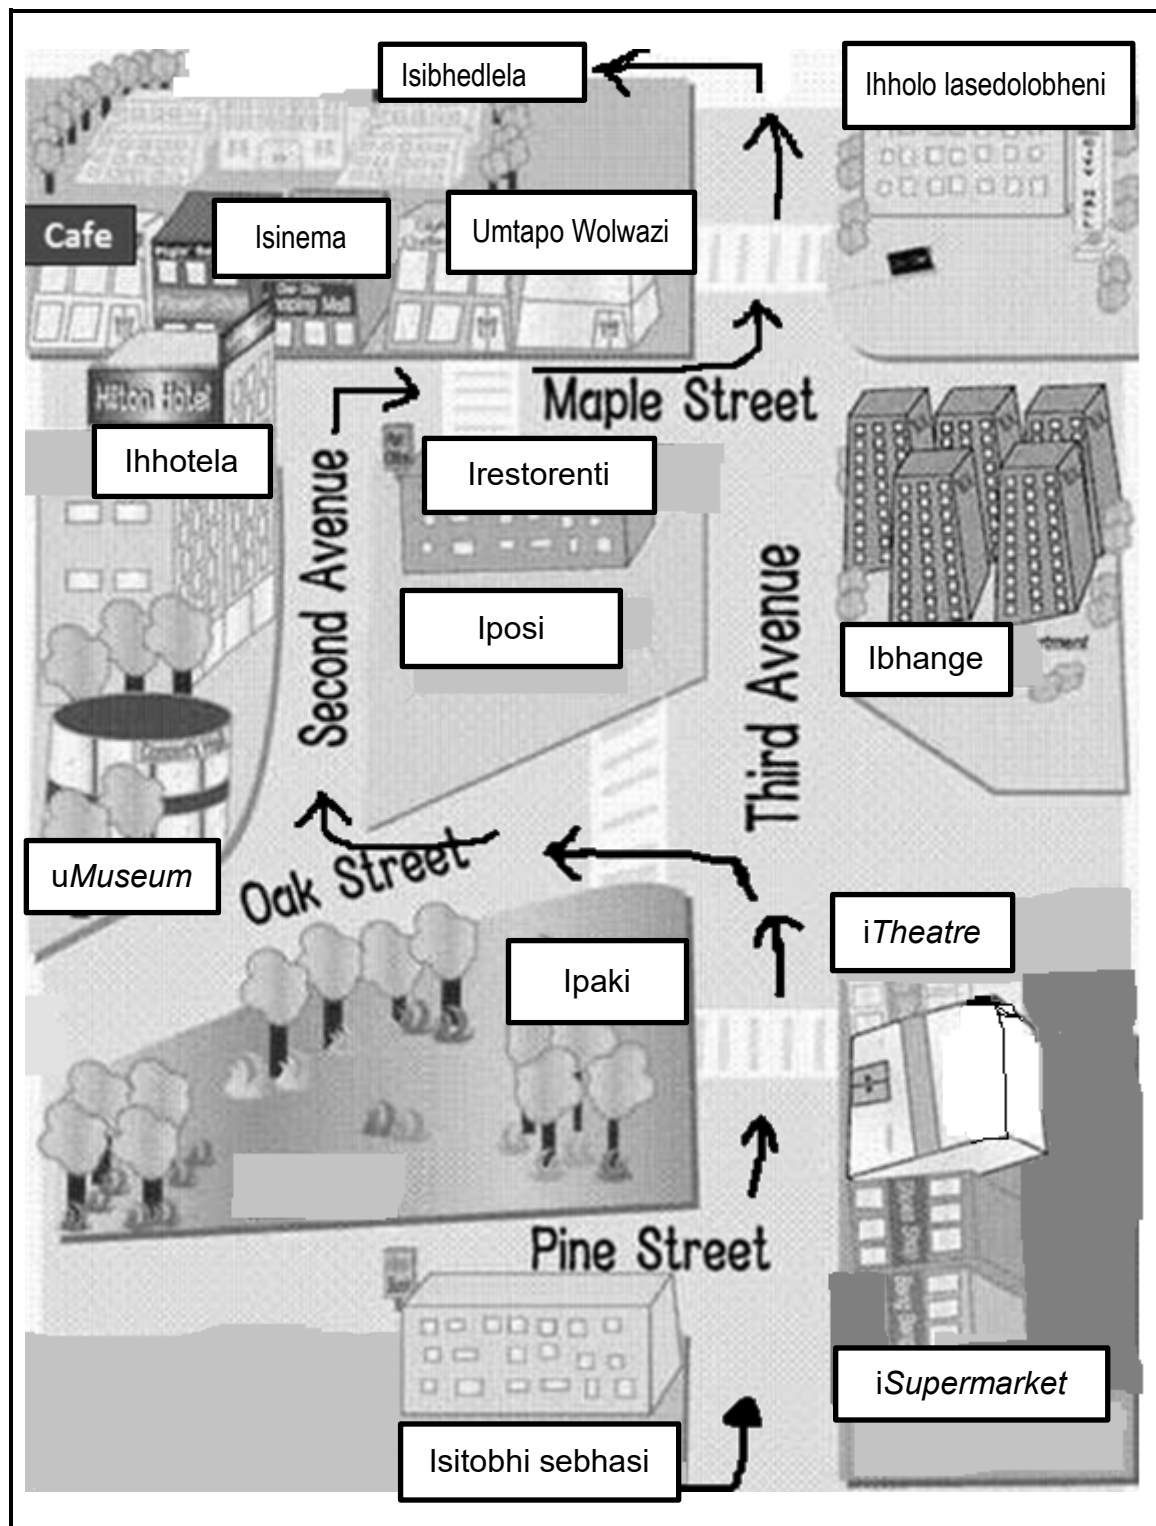 Isibhedlela
Ihholo lasedolobheni
Cafe
Isinema
Umtapo Wolwazi
Hilton Hotel
Maple Street
Ihhotela
Irestorenti
Second Avenue
Iposi
Third Avenue
Ibhange
uMuseum
Oak Street
iTheatre
Ipaki
Pine Street
iSupermarket
Isitobhi sebhasi